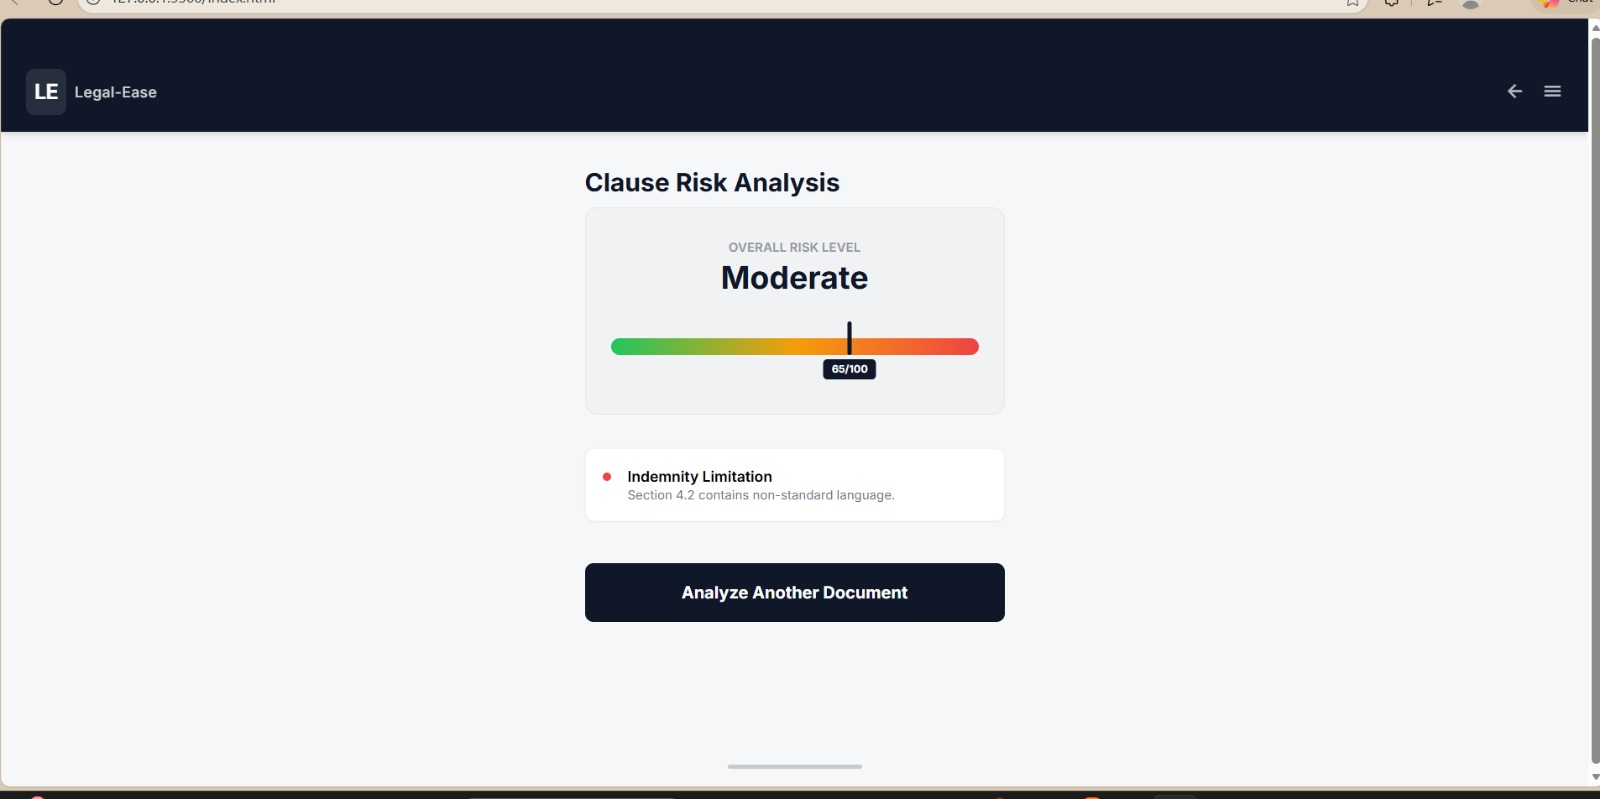 LE
Legal-Ease
Clause Risk Analysis
OVERALL RISK LEVEL
Moderate
65/100
Indemnity Limitation
Section 4.2 contains non-standard language.
Analyze Another Document